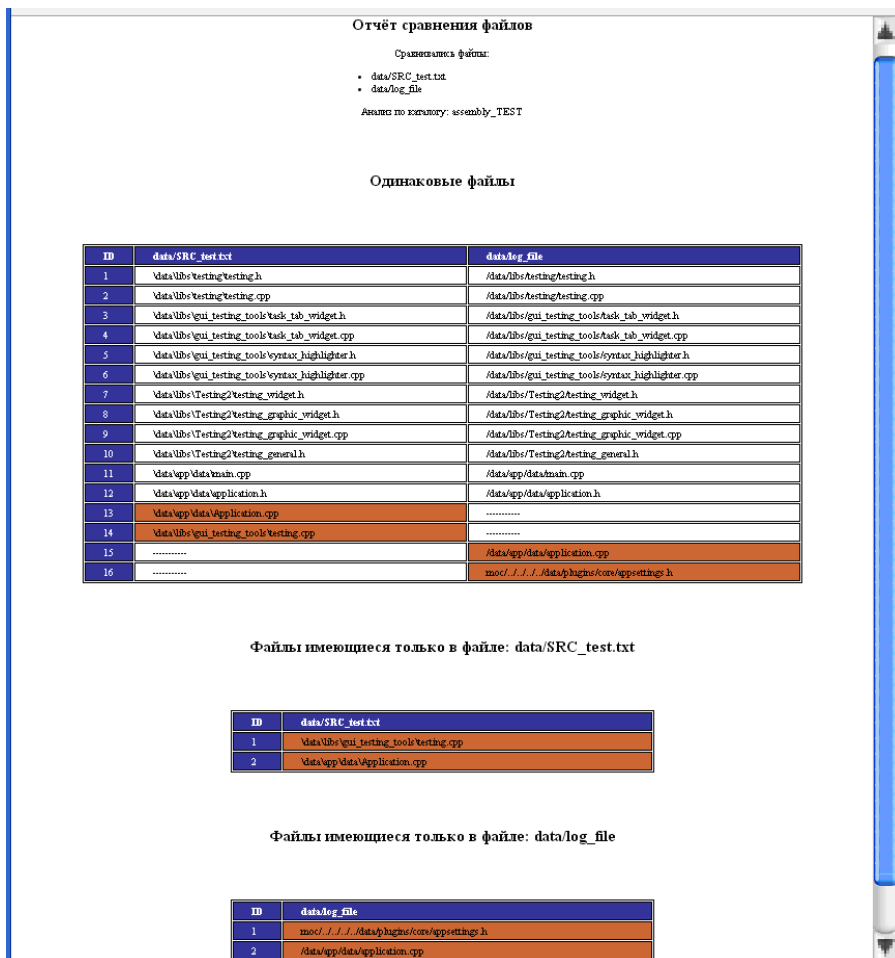 Отчёт сравнения файлов
Сравнивались файлы:
• data/SRC_test.txt
• data/log_file
Анализ по каталогу: assembly_TEST
Одинаковые файлы
ID data/SRC_test.txt data/log_file
1 \data\libs\testing\testing.h /data/libs/testing/testing.h
2 \data\libs\testing\testing.cpp /data/libs/testing/testing.cpp
3 \data\libs\gui_testing_tools\task_tab_widget.h /data/libs/gui_testing_tools/task_tab_widget.h
4 \data\libs\gui_testing_tools\task_tab_widget.cpp /data/libs/gui_testing_tools/task_tab_widget.cpp
5 \data\libs\gui_testing_tools\syntax_highlighter.h /data/libs/gui_testing_tools/syntax_highlighter.h
6 \data\libs\gui_testing_tools\syntax_highlighter.cpp /data/libs/gui_testing_tools/syntax_highlighter.cpp
7 \data\libs\Testing2\testing_widget.h /data/libs/Testing2/testing_widget.h
8 \data\libs\Testing2\testing_graphic_widget.h /data/libs/Testing2/testing_graphic_widget.h
9 \data\libs\Testing2\testing_graphic_widget.cpp /data/libs/Testing2/testing_graphic_widget.cpp
10 \data\libs\Testing2\testing_general.h /data/libs/Testing2/testing_general.h
11 \data\app\data\main.cpp /data/app/data/main.cpp
12 \data\app\data\application.h /data/app/data/application.h
13 \data\app\data\Application.cpp -----------
14 \data\libs\gui_testing_tools\testing.cpp -----------
15 ----------- /data/app/data/application.cpp
16 ----------- moc/../../../../data/plugins/core/appsettings.h
Файлы имеющиеся только в файле: data/SRC_test.txt
ID data/SRC_test.txt
1 \data\libs\gui_testing_tools\testing.cpp
2 \data\app\data\Application.cpp
Файлы имеющиеся только в файле: data/log_file
ID data/log_file
1 moc/../../../../data/plugins/core/appsettings.h
2 /data/app/data/application.cpp